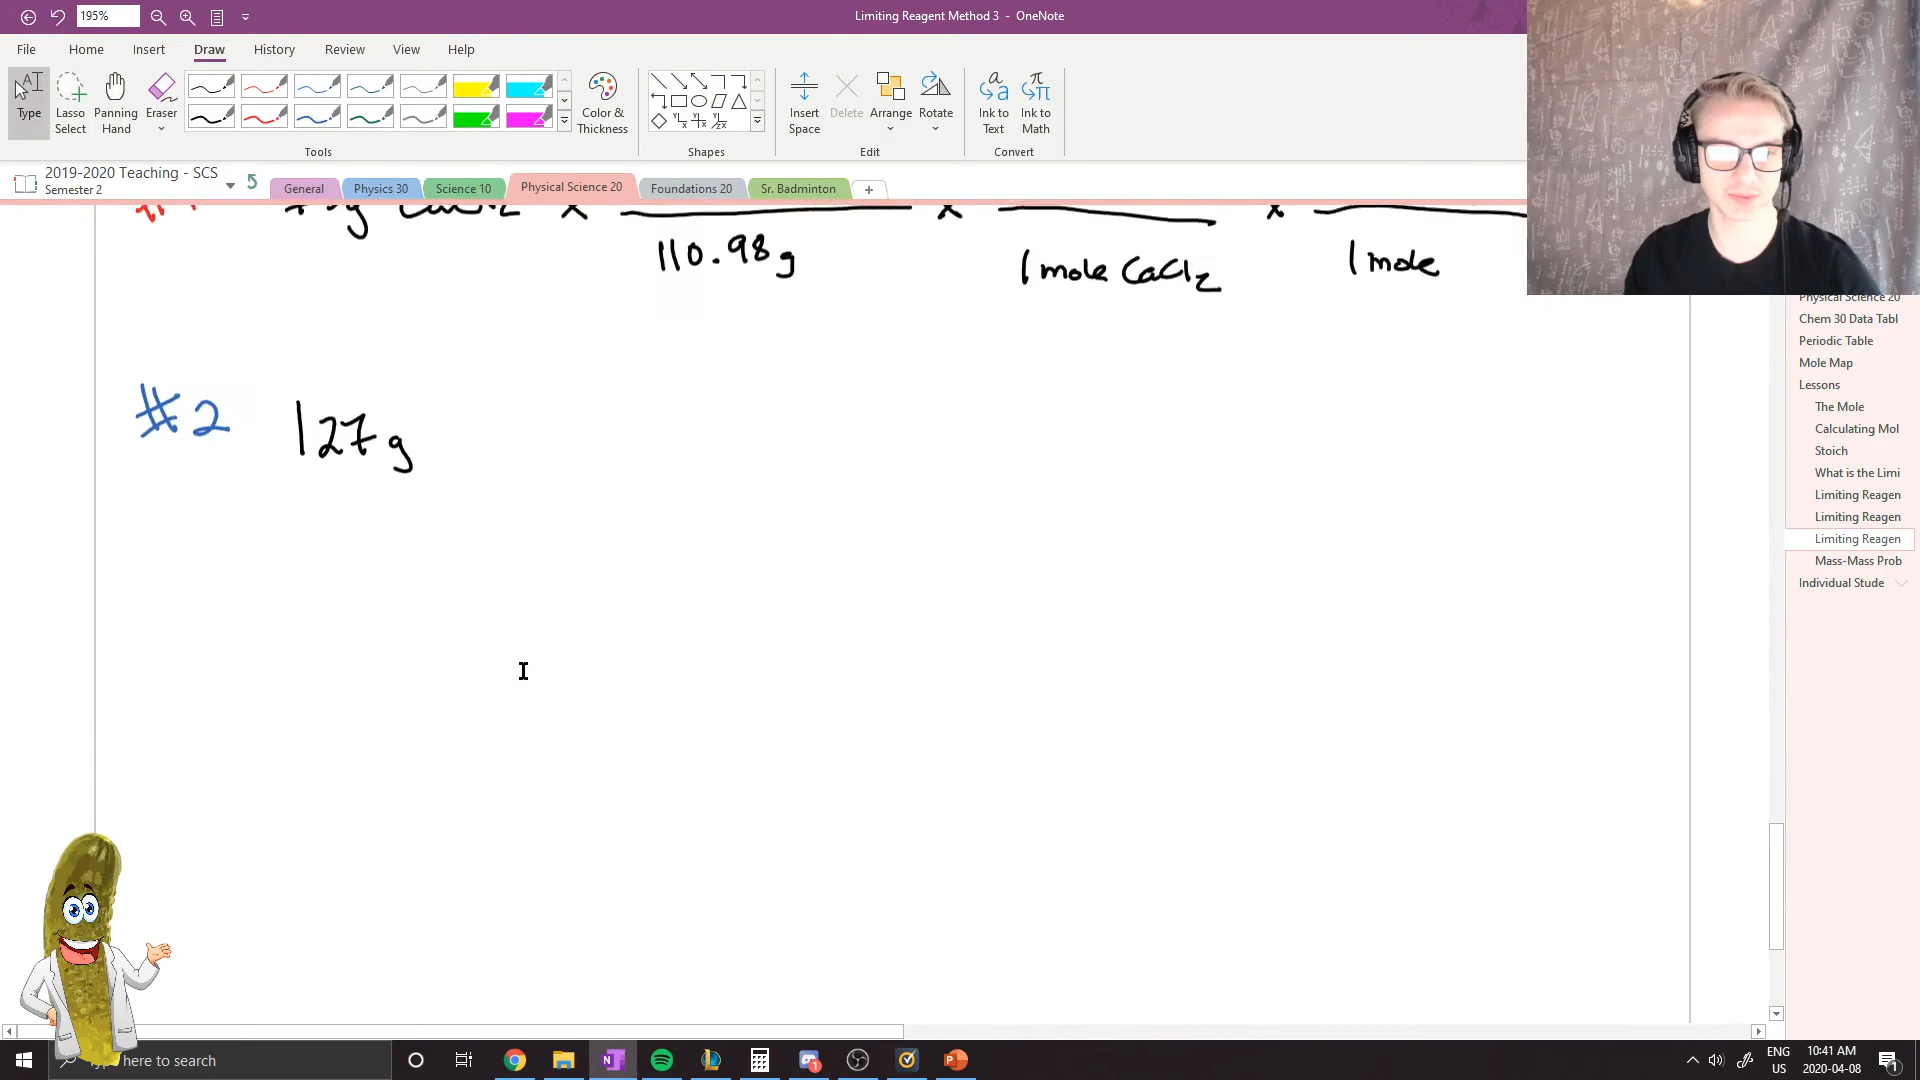 195%
Limiting Reagent Method 3 - OneNote
File Home Insert Draw History Review View Help
Type
Lasso Select
Panning Hand
Eraser
Color & Thickness
Insert Space
Delete
Arrange
Rotate
Ink to Text
Ink to Math
Tools Shapes Edit Convert
2019-2020 Teaching - SCS
Semester 2
General Physics 30 Science 10 Physical Science 20 Foundations 20 Sr. Badminton +
110.98 g
1 mole CaCl2
1 mole
#2 127 g
Physical Science 20
Chem 30 Data Tabl
Periodic Table
Mole Map
Lessons
The Mole
Calculating Mol
Stoich
What is the Limi
Limiting Reagen
Limiting Reagen
Limiting Reagen
Mass-Mass Prob
Individual Stude
here to search
ENG
US
10:41 AM
2020-04-08